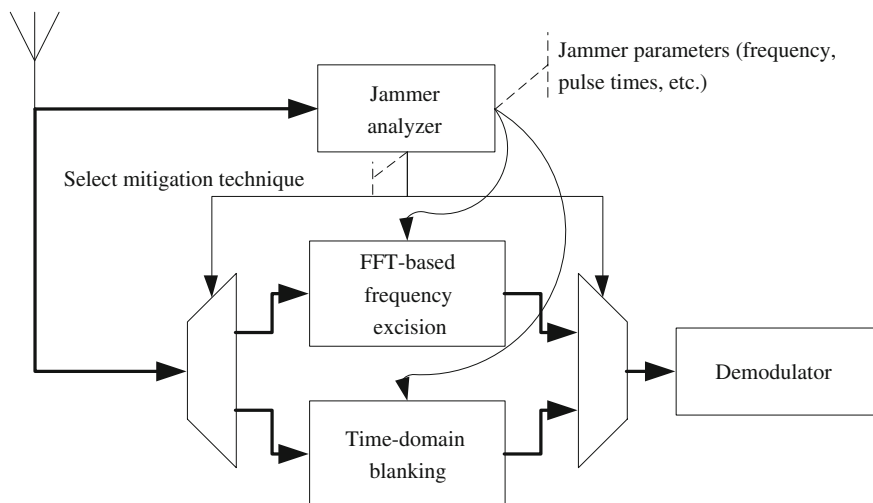 Jammer parameters (frequency,
pulse times, etc.)
Jammer
analyzer
Select mitigation technique
FFT-based
frequency
excision
Demodulator
Time-domain
blanking